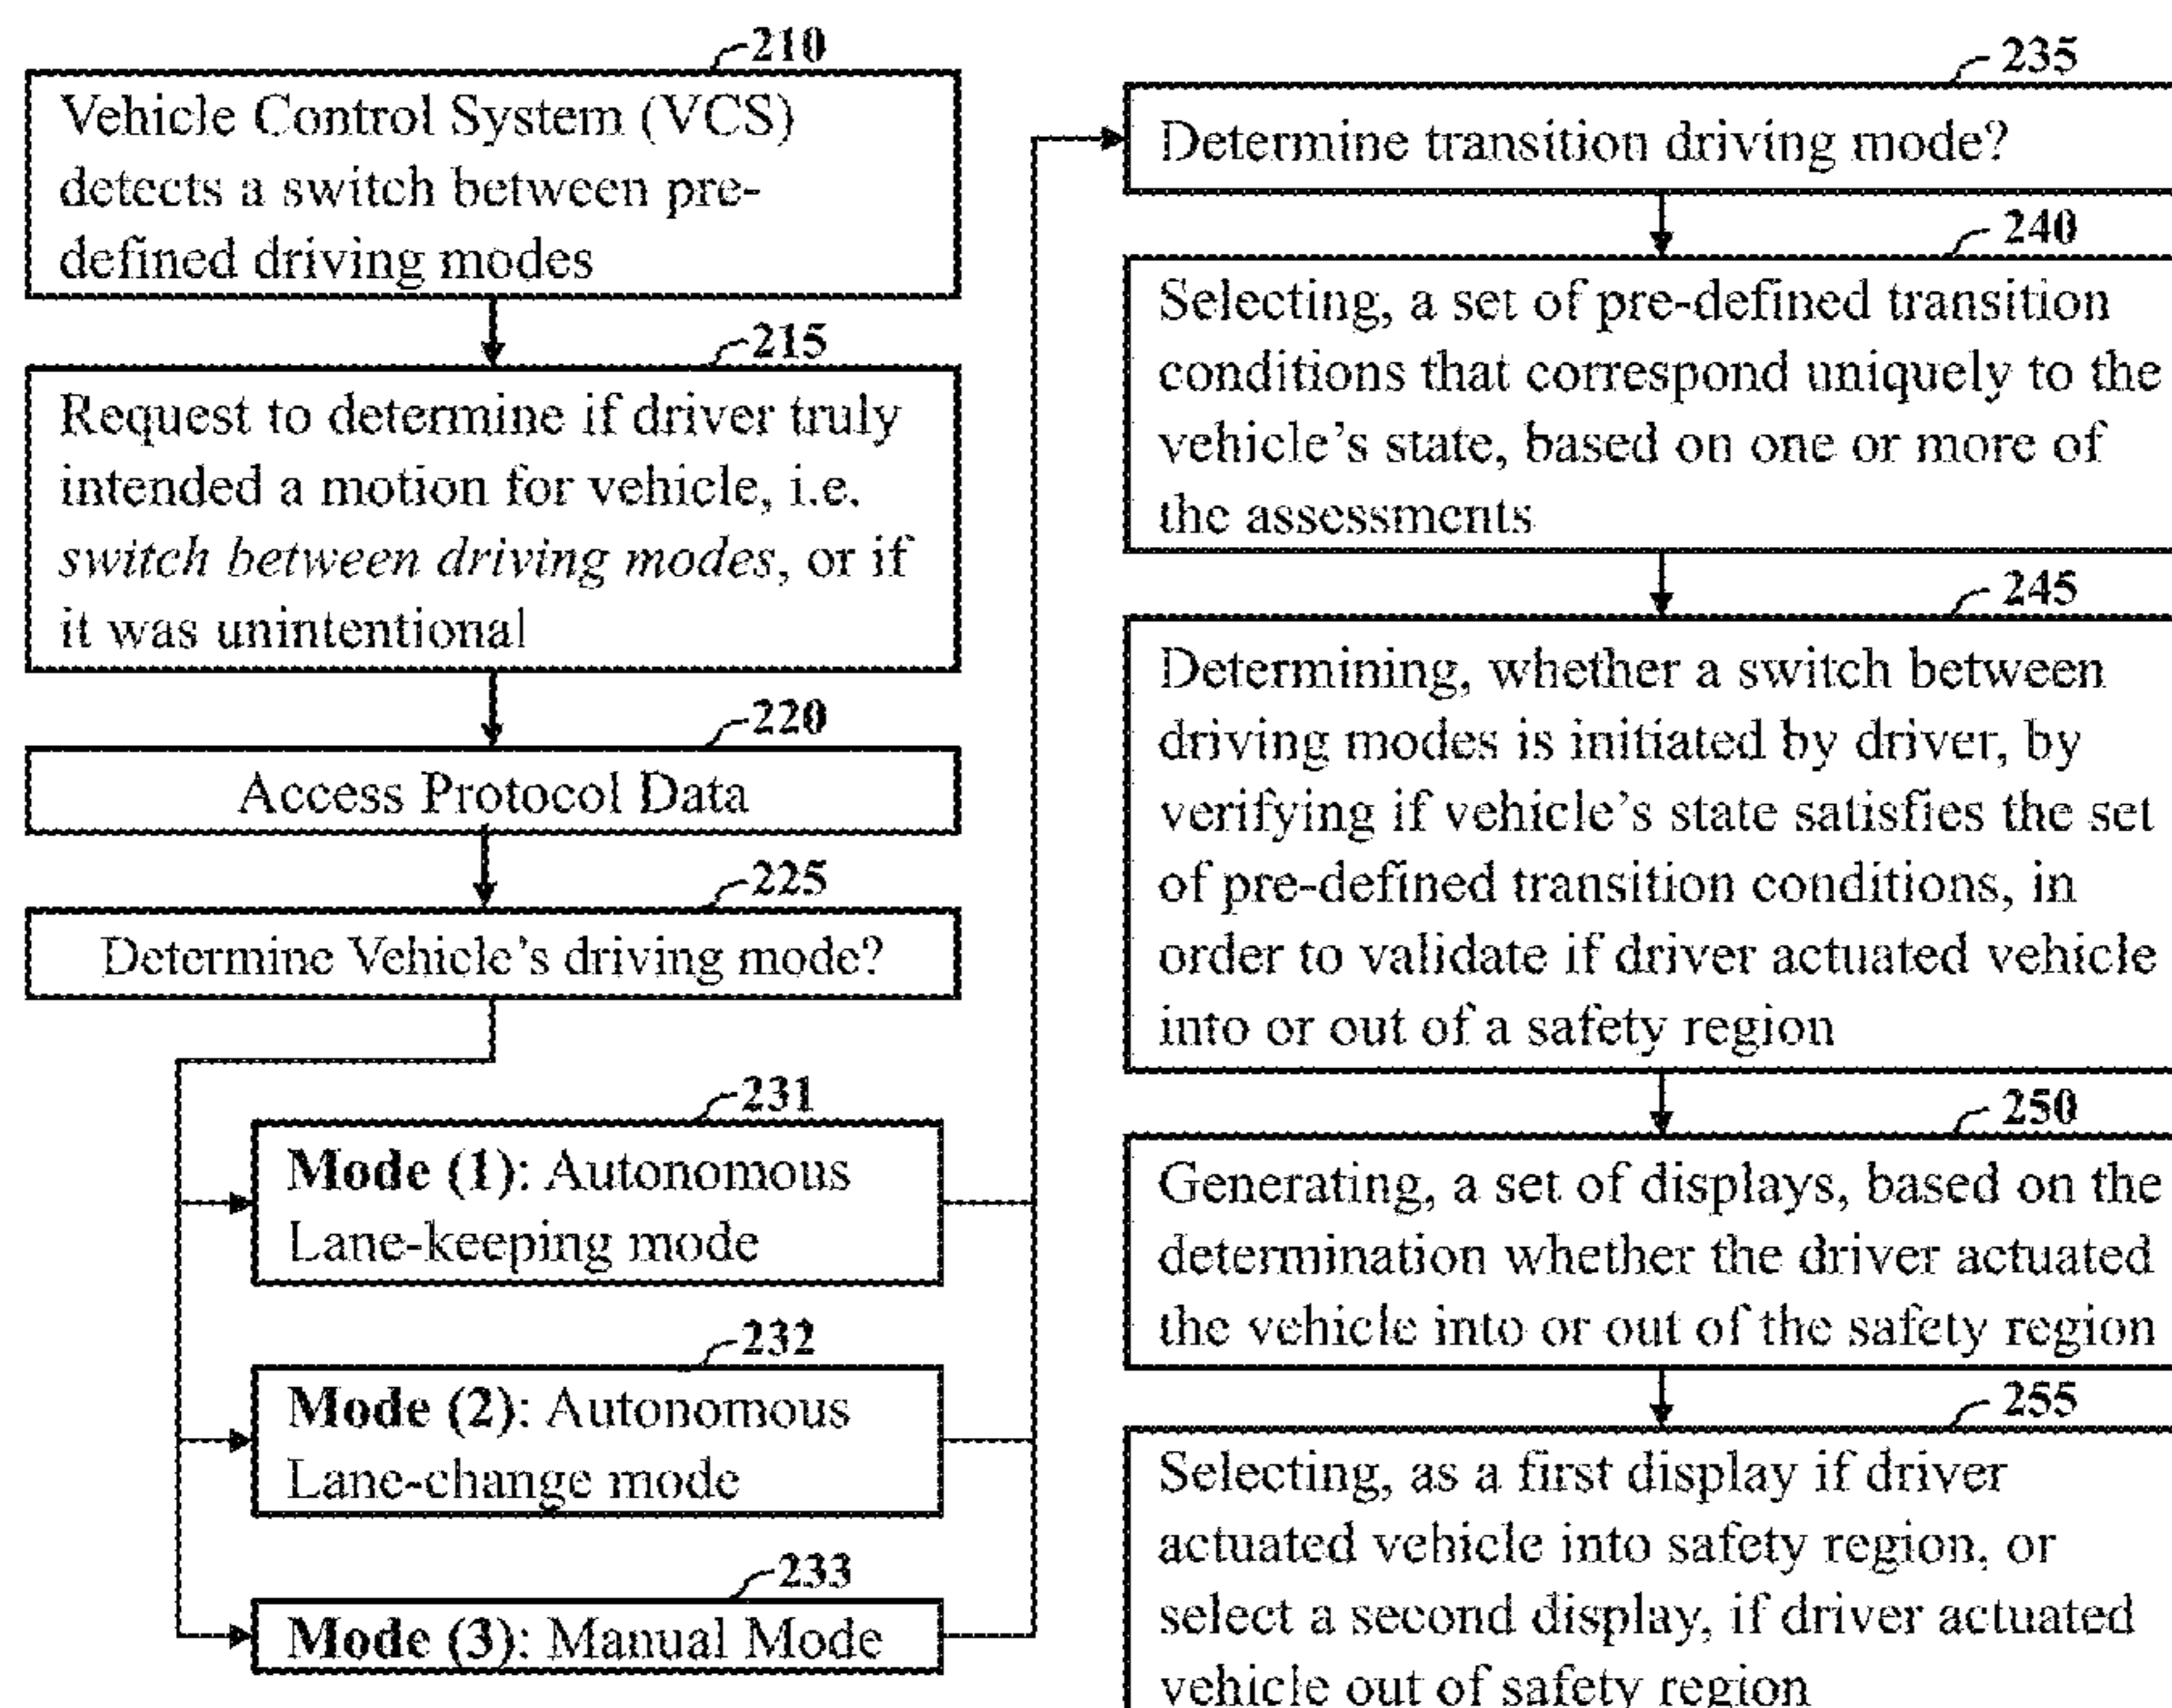 210
Vehicle Control System (VCS)
detects a switch between pre-
defined driving modes
215
Request to determine if driver truly
intended a motion for vehicle, i.e.
switch between driving modes, or if
it was unintentional
220
Access Protocol Data
225
Determine Vehicle's driving mode?
231
Mode (1): Autonomous
Lane-keeping mode
232
Mode (2): Autonomous
Lane-change mode
233
Mode (3): Manual Mode
235
Determine transition driving mode?
240
Selecting, a set of pre-defined transition
conditions that correspond uniquely to the
vehicle's state, based on one or more of
the assessments
245
Determining, whether a switch between
driving modes is initiated by driver, by
verifying if vehicle's state satisfies the set
of pre-defined transition conditions, in
order to validate if driver actuated vehicle
into or out of a safety region
250
Generating, a set of displays, based on the
determination whether the driver actuated
the vehicle into or out of the safety region
255
Selecting, as a first display if driver
actuated vehicle into safety region, or
select a second display, if driver actuated
vehicle out of safety region